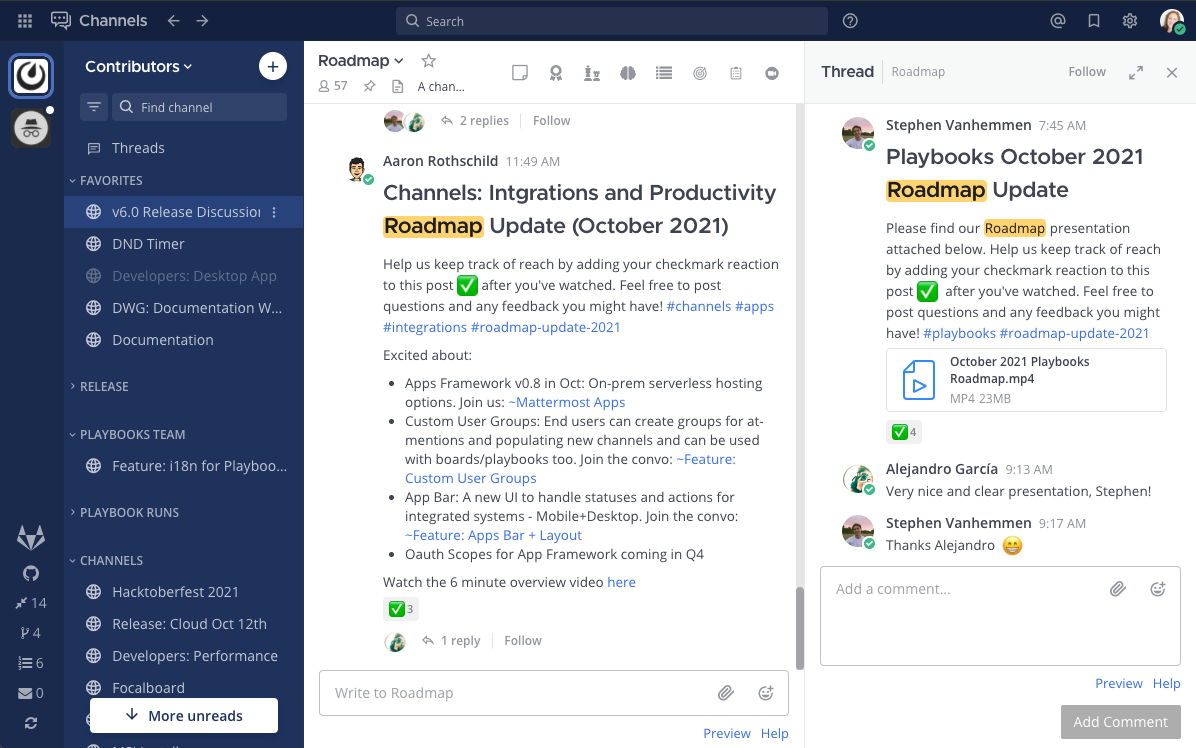 Channels
Search
Contributors
Find channel
Threads
FAVORITES
v6.0 Release Discussion
DND Timer
Developers: Desktop App
DWG: Documentation W...
Documentation
RELEASE
PLAYBOOKS TEAM
Feature: i18n for Playboo...
PLAYBOOK RUNS
CHANNELS
Hacktoberfest 2021
Release: Cloud Oct 12th
Developers: Performance
Focalboard
More unreads
14
4
6
0
Roadmap
57
A chan...
2 replies Follow
Aaron Rothschild 11:49 AM
Channels: Intgrations and Productivity
Roadmap Update (October 2021)
Help us keep track of reach by adding your checkmark reaction
to this post ✅ after you've watched. Feel free to post
questions and any feedback you might have! #channels #apps
#integrations #roadmap-update-2021
Excited about:
• Apps Framework v0.8 in Oct: On-prem serverless hosting
options. Join us: ~Mattermost Apps
• Custom User Groups: End users can create groups for at-
mentions and populating new channels and can be used
with boards/playbooks too. Join the convo: ~Feature:
Custom User Groups
• App Bar: A new UI to handle statuses and actions for
integrated systems - Mobile+Desktop. Join the convo:
~Feature: Apps Bar + Layout
• Oauth Scopes for App Framework coming in Q4
Watch the 6 minute overview video here
✅ 3
1 reply Follow
Write to Roadmap
Preview Help
Thread Roadmap Follow
Stephen Vanhemmen 7:45 AM
Playbooks October 2021
Roadmap Update
Please find our Roadmap presentation
attached below. Help us keep track of reach
by adding your checkmark reaction to this
post ✅ after you've watched. Feel free to
post questions and any feedback you might
have! #playbooks #roadmap-update-2021
October 2021 Playbooks
Roadmap.mp4
MP4 23MB
✅ 4
Alejandro García 9:13 AM
Very nice and clear presentation, Stephen!
Stephen Vanhemmen 9:17 AM
Thanks Alejandro 😁
Add a comment...
Preview Help
Add Comment